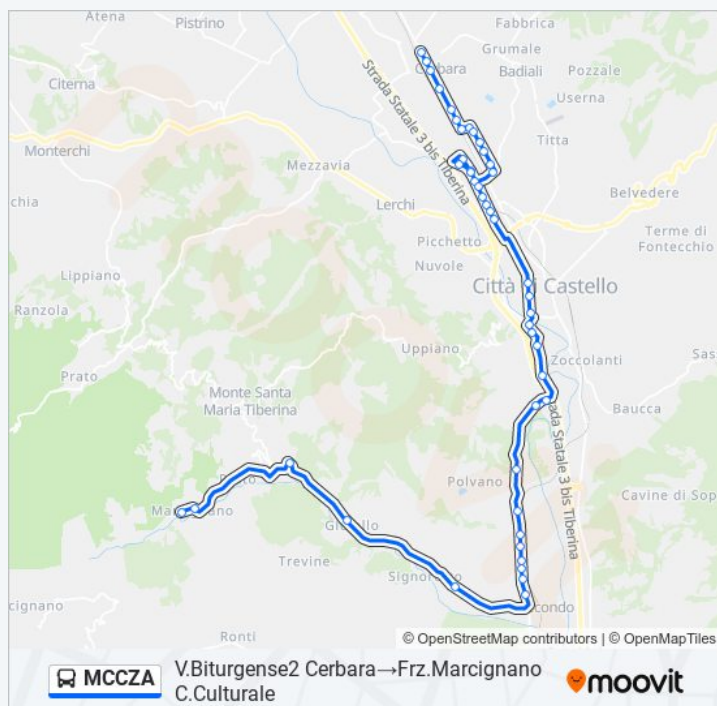 Atena
Pistrino
Fabbrica
Grumale
Cerbara
Badiali
Pozzale
Citerna
Userna
Strada Statale 3 bis Tiberina
Titta
Monterchi
Mezzavia
Belvedere
Lerchi
Picchetto
Terme di
Fontecchio
Nuvole
Lippiano
Città di Castello
Ranzola
Uppiano
Zoccolanti
Prato
Monte Santa
Maria Tiberina
Baucca
Strada Statale 3 bis Tiberina
Polvano
Cavine di Sop
Trevine
cignano
Ronti
condo
© OpenStreetMap contributors | © OpenMapTiles
MCCZA
V.Biturgense2 Cerbara→Frz.Marcignano
C.Culturale
moovit